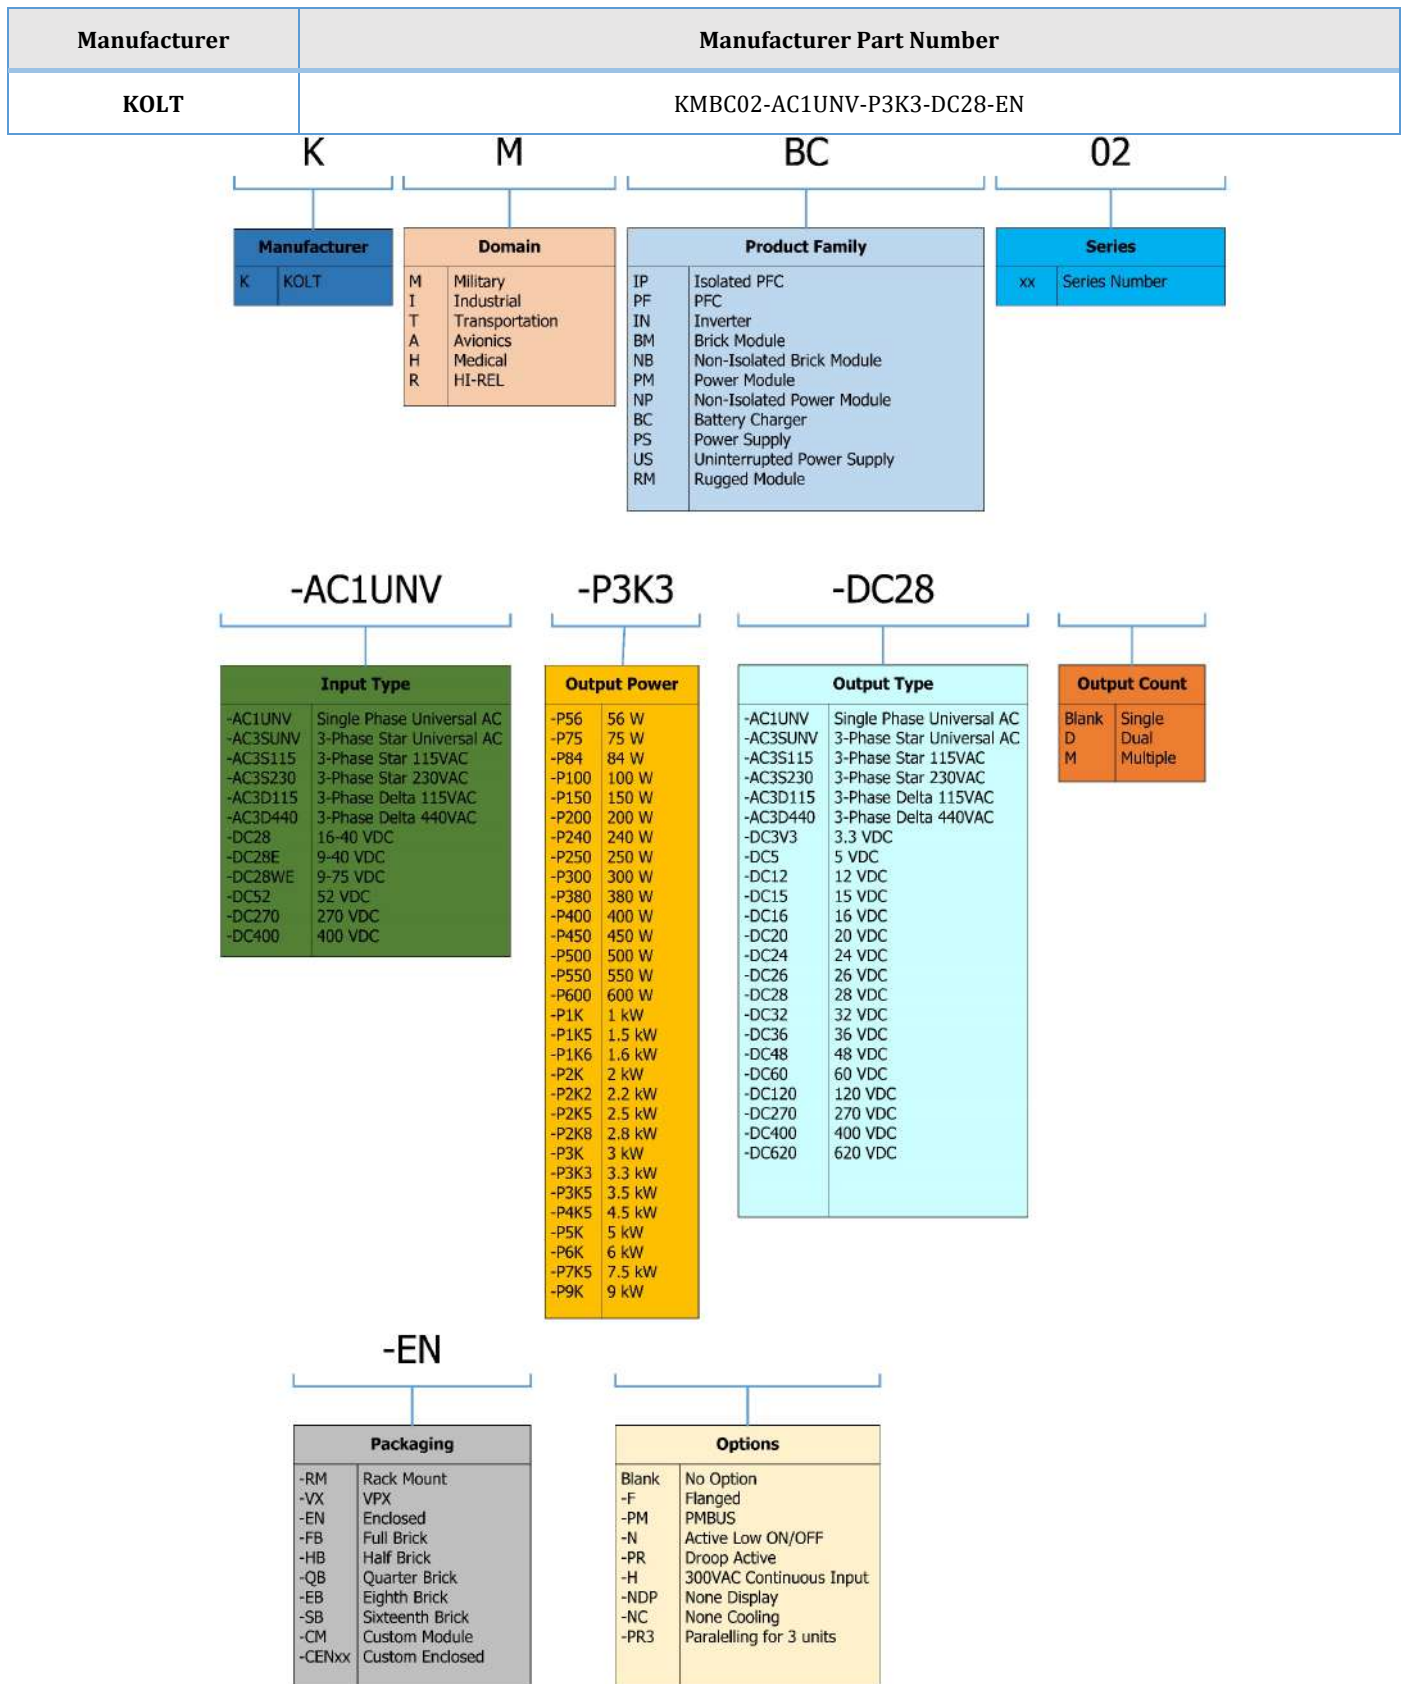 Manufacturer Manufacturer Part Number
KOLT KMBC02-AC1UNV-P3K3-DC28-EN
K M BC 02
Manufacturer
K KOLT
Domain
M Military
I Industrial
T Transportation
A Avionics
H Medical
R HI-REL
Product Family
IP Isolated PFC
PF PFC
IN Inverter
BM Brick Module
NB Non-Isolated Brick Module
PM Power Module
NP Non-Isolated Power Module
BC Battery Charger
PS Power Supply
US Uninterrupted Power Supply
RM Rugged Module
Series
xx Series Number
-AC1UNV -P3K3 -DC28
Input Type
-AC1UNV Single Phase Universal AC
-AC3SUNV 3-Phase Star Universal AC
-AC3S115 3-Phase Star 115VAC
-AC3S230 3-Phase Star 230VAC
-AC3D115 3-Phase Delta 115VAC
-AC3D440 3-Phase Delta 440VAC
-DC28 16-40 VDC
-DC28E 9-40 VDC
-DC28WE 9-75 VDC
-DC52 52 VDC
-DC270 270 VDC
-DC400 400 VDC
Output Power
-P56 56 W
-P75 75 W
-P84 84 W
-P100 100 W
-P150 150 W
-P200 200 W
-P240 240 W
-P250 250 W
-P300 300 W
-P380 380 W
-P400 400 W
-P450 450 W
-P500 500 W
-P550 550 W
-P600 600 W
-P1K 1 kW
-P1K5 1.5 kW
-P1K6 1.6 kW
-P2K 2 kW
-P2K2 2.2 kW
-P2K5 2.5 kW
-P2K8 2.8 kW
-P3K 3 kW
-P3K3 3.3 kW
-P3K5 3.5 kW
-P4K5 4.5 kW
-P5K 5 kW
-P6K 6 kW
-P7K5 7.5 kW
-P9K 9 kW
Output Type
-AC1UNV Single Phase Universal AC
-AC3SUNV 3-Phase Star Universal AC
-AC3S115 3-Phase Star 115VAC
-AC3S230 3-Phase Star 230VAC
-AC3D115 3-Phase Delta 115VAC
-AC3D440 3-Phase Delta 440VAC
-DC3V3 3.3 VDC
-DC5 5 VDC
-DC12 12 VDC
-DC15 15 VDC
-DC16 16 VDC
-DC20 20 VDC
-DC24 24 VDC
-DC26 26 VDC
-DC28 28 VDC
-DC32 32 VDC
-DC36 36 VDC
-DC48 48 VDC
-DC60 60 VDC
-DC120 120 VDC
-DC270 270 VDC
-DC400 400 VDC
-DC620 620 VDC
Output Count
Blank Single
D Dual
M Multiple
-EN
Packaging
-RM Rack Mount
-VX VPX
-EN Enclosed
-FB Full Brick
-HB Half Brick
-QB Quarter Brick
-EB Eighth Brick
-SB Sixteenth Brick
-CM Custom Module
-CENxx Custom Enclosed
Options
Blank No Option
-F Flanged
-PM PMBUS
-N Active Low ON/OFF
-PR Droop Active
-H 300VAC Continuous Input
-NDP None Display
-NC None Cooling
-PR3 Paralelling for 3 units